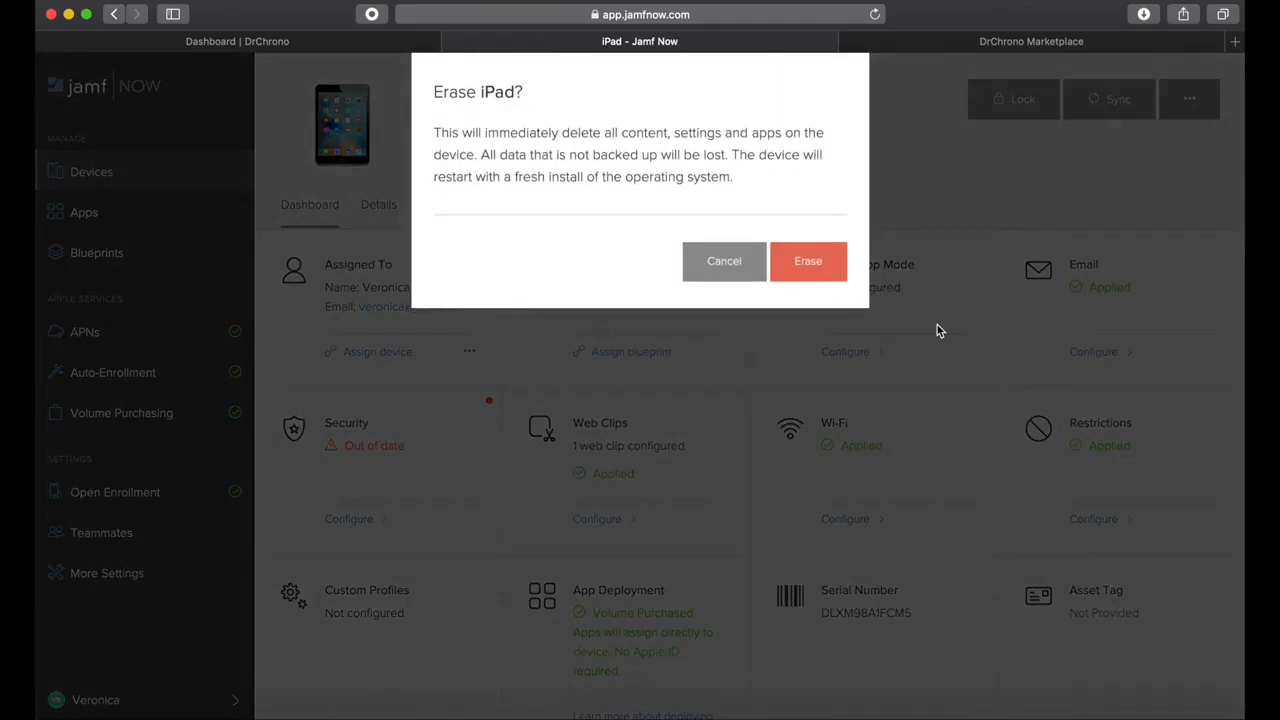 app.jamfnow.com
Dashboard | DrChrono
iPad - Jamf Now
DrChrono Marketplace
jamf | NOW
MANAGE
Devices
Apps
Blueprints
APPLE SERVICES
APNs
Auto-Enrollment
Volume Purchasing
SETTINGS
Open Enrollment
Teammates
More Settings
Veronica
Lock
Sync
Dashboard
Details
Erase iPad?
This will immediately delete all content, settings and apps on the
device. All data that is not backed up will be lost. The device will
restart with a fresh install of the operating system.
Cancel
Erase
Assigned To
Name: Veronica
Email: veronica
Assign device
Assign blueprint
p Mode
Configure
Email
Applied
Configure
Security
Out of date
Configure
Web Clips
1 web clip configured
Applied
Configure
Wi-Fi
Applied
Configure
Restrictions
Applied
Configure
Custom Profiles
Not configured
App Deployment
Volume Purchased
Apps will assign directly to
device. No Apple ID
required.
Learn more about deploying
Serial Number
DLXM98A1FCM5
Asset Tag
Not Provided